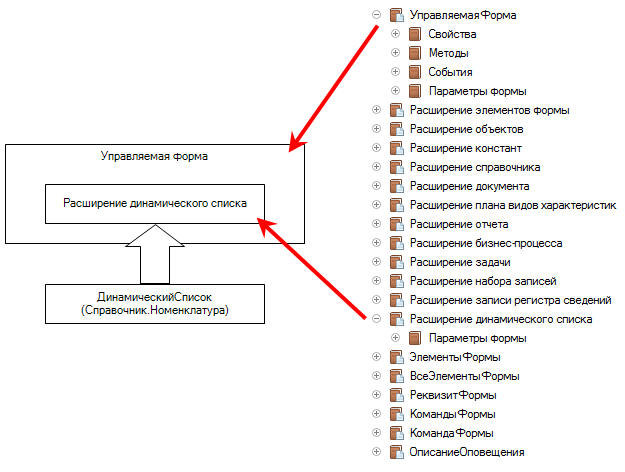 Управляемая форма
Расширение динамического списка
ДинамическийСписок
(Справочник.Номенклатура)
УправляемаяФорма
Свойства
Методы
События
Параметры формы
Расширение элементов формы
Расширение объектов
Расширение констант
Расширение справочника
Расширение документа
Расширение плана видов характеристик
Расширение отчета
Расширение бизнес-процесса
Расширение задачи
Расширение набора записей
Расширение записи регистра сведений
Расширение динамического списка
Параметры формы
ЭлементыФормы
ВсеЭлементыФормы
РеквизитФормы
КомандыФормы
КомандаФормы
ОписаниеОповещения